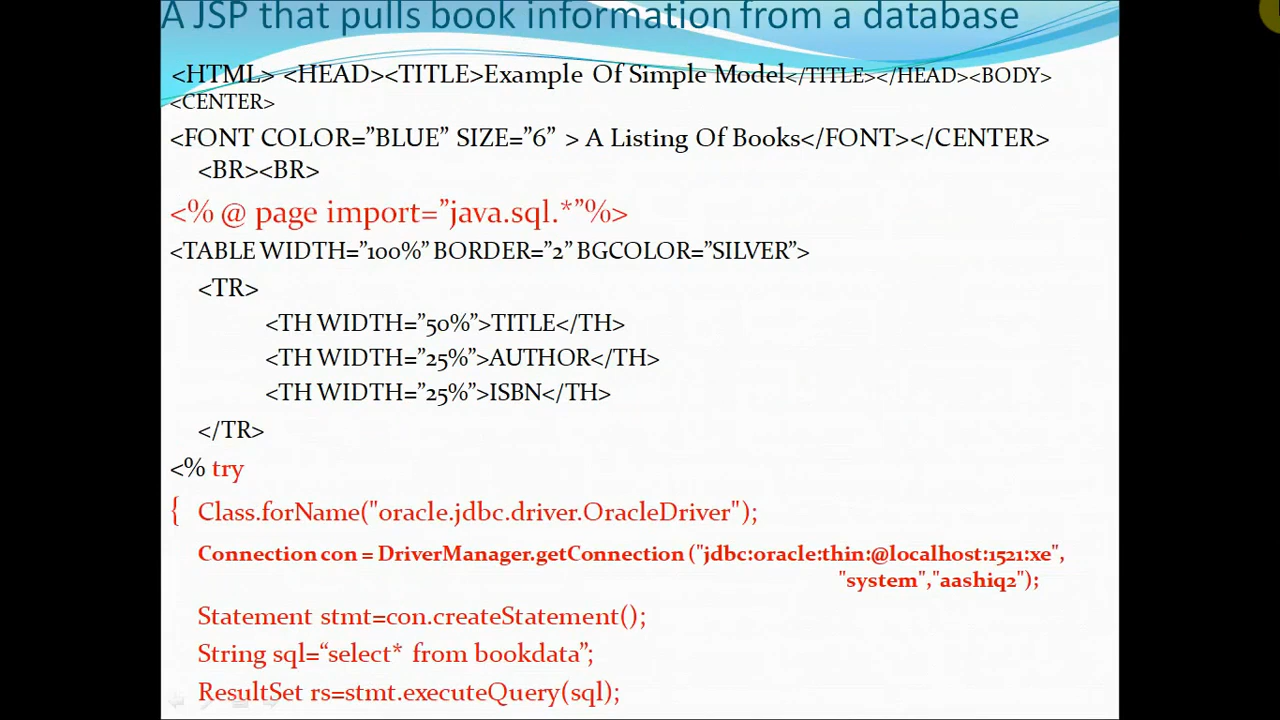 A JSP that pulls book information from a database
<HTML> <HEAD><TITLE>Example Of Simple Model</TITLE></HEAD><BODY>
<CENTER>
<FONT COLOR=”BLUE” SIZE=”6” > A Listing Of Books</FONT></CENTER>
<BR><BR>
<% @ page import=”java.sql.*”%>
<TABLE WIDTH=”100%” BORDER=”2” BGCOLOR=”SILVER”>
<TR>
<TH WIDTH=”50%”>TITLE</TH>
<TH WIDTH=”25%”>AUTHOR</TH>
<TH WIDTH=”25%”>ISBN</TH>
</TR>
<% try
{ Class.forName("oracle.jdbc.driver.OracleDriver");
Connection con = DriverManager.getConnection ("jdbc:oracle:thin:@localhost:1521:xe",
"system","aashiq2");
Statement stmt=con.createStatement();
String sql=“select* from bookdata”;
ResultSet rs=stmt.executeQuery(sql);